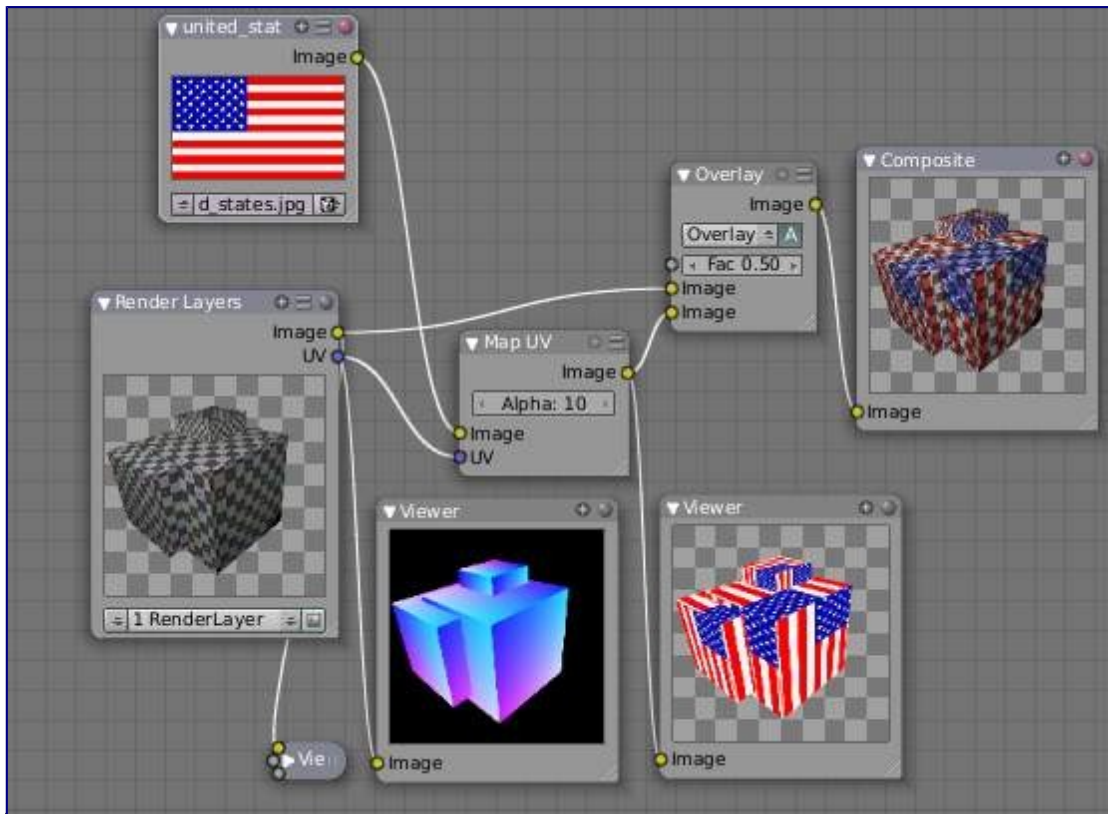 united_stat
Image
d_states.jpg
Render Layers
Image
UV
1 RenderLayer
Map UV
Image
Alpha: 10
Image
UV
Overlay
Image
Overlay
A
Fac 0.50
Image
Image
Composite
Image
Viewer
Image
Viewer
Image
Vie